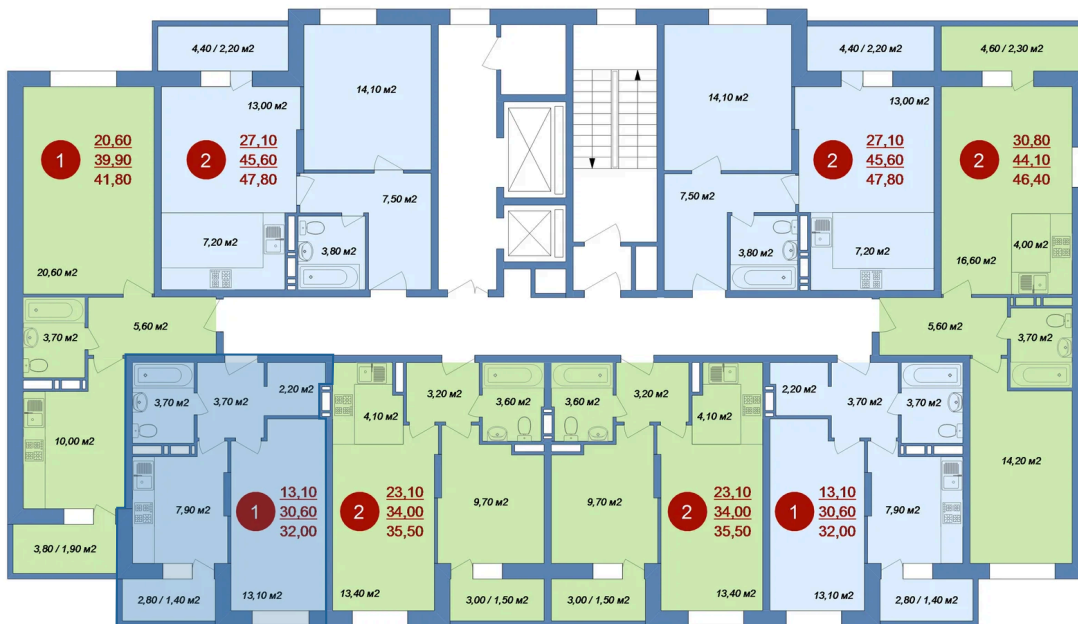 4,40 / 2,20 м2
14,10 м2
13,00 м2
1
20,60
39,90
41,80
2
27,10
45,60
47,80
7,50 м2
7,20 м2
3,80 м2
20,60 м2
4,40 / 2,20 м2
4,60 / 2,30 м2
14,10 м2
13,00 м2
2
27,10
45,60
47,80
2
30,80
44,10
46,40
7,50 м2
3,80 м2
7,20 м2
4,00 м2
16,60 м2
3,70 м2
5,60 м2
5,60 м2
3,70 м2
10,00 м2
3,80 / 1,90 м2
3,70 м2
3,70 м2
2,20 м2
7,90 м2
1
13,10
30,60
32,00
2,80 / 1,40 м2
13,10 м2
4,10 м2
3,20 м2
3,60 м2
2
23,10
34,00
35,50
9,70 м2
13,40 м2
3,00 / 1,50 м2
3,60 м2
3,20 м2
4,10 м2
9,70 м2
2
23,10
34,00
35,50
3,00 / 1,50 м2
13,40 м2
2,20 м2
3,70 м2
3,70 м2
1
13,10
30,60
32,00
7,90 м2
13,10 м2
2,80 / 1,40 м2
14,20 м2